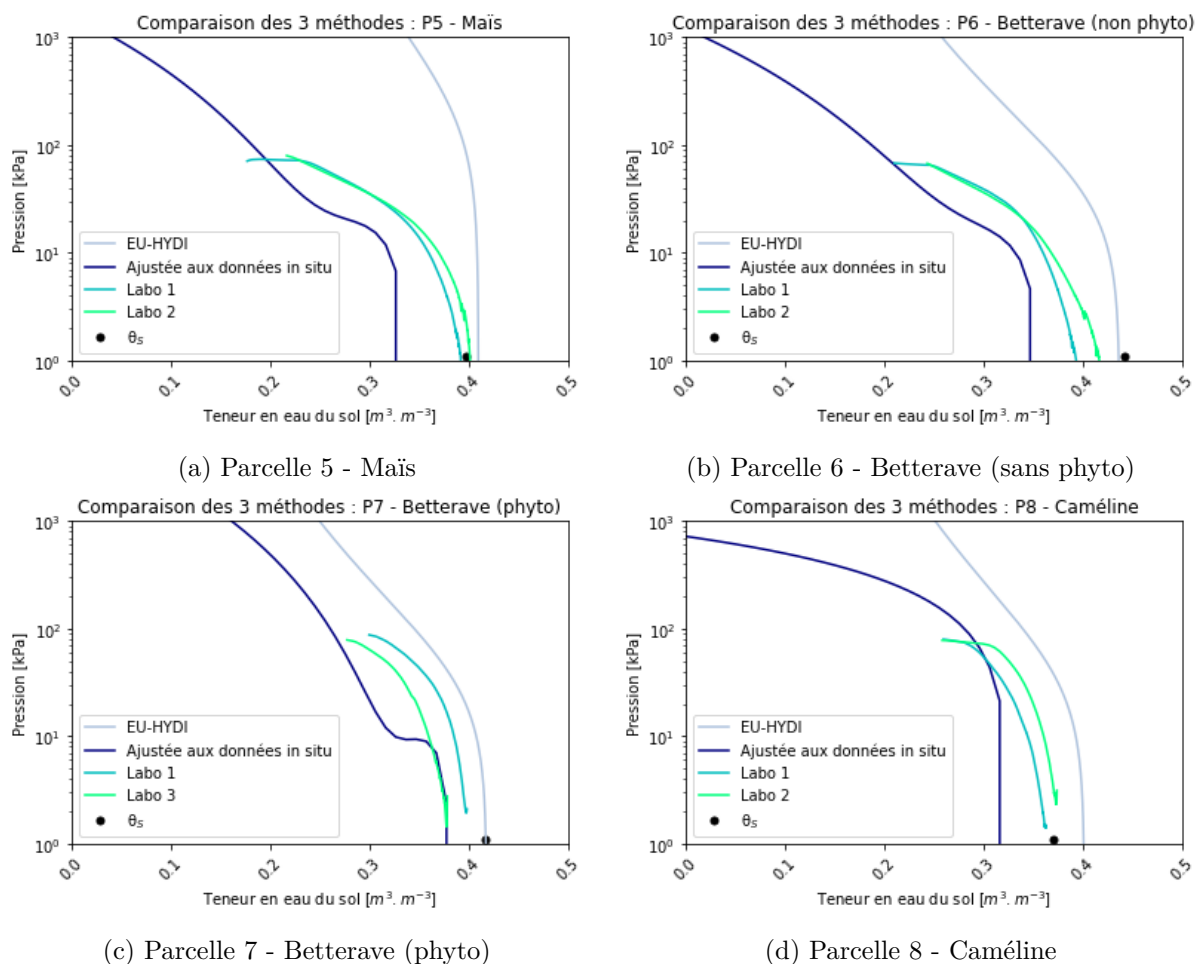 Comparaison des 3 méthodes : P5 - Maïs
10³
10²
10¹
10⁰
Pression [kPa]
EU-HYDI
Ajustée aux données in situ
Labo 1
Labo 2
θS
0.0 0.1 0.2 0.3 0.4 0.5
Teneur en eau du sol [m³. m⁻³]
(a) Parcelle 5 - Maïs
Comparaison des 3 méthodes : P6 - Betterave (non phyto)
10³
10²
10¹
10⁰
Pression [kPa]
EU-HYDI
Ajustée aux données in situ
Labo 1
Labo 2
θS
0.0 0.1 0.2 0.3 0.4 0.5
Teneur en eau du sol [m³. m⁻³]
(b) Parcelle 6 - Betterave (sans phyto)
Comparaison des 3 méthodes : P7 - Betterave (phyto)
10³
10²
10¹
10⁰
Pression [kPa]
EU-HYDI
Ajustée aux données in situ
Labo 1
Labo 3
θS
0.0 0.1 0.2 0.3 0.4 0.5
Teneur en eau du sol [m³. m⁻³]
(c) Parcelle 7 - Betterave (phyto)
Comparaison des 3 méthodes : P8 - Caméline
10³
10²
10¹
10⁰
Pression [kPa]
EU-HYDI
Ajustée aux données in situ
Labo 1
Labo 2
θS
0.0 0.1 0.2 0.3 0.4 0.5
Teneur en eau du sol [m³. m⁻³]
(d) Parcelle 8 - Caméline